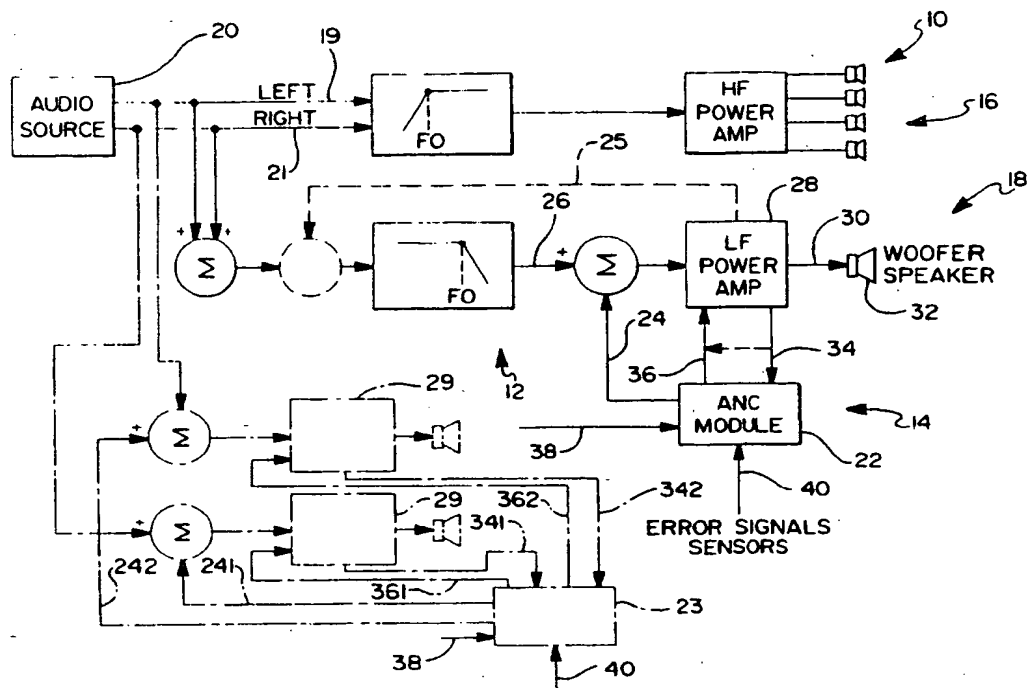 20
19
10
AUDIO
SOURCE
LEFT
RIGHT
21
FO
HF
POWER
AMP
16
25
18
26
28
30
+
+
Σ
FO
+
Σ
LF
POWER
AMP
WOOFER
SPEAKER
32
24
36
34
12
29
ANC
MODULE
14
22
38
40
+
Σ
362
342
ERROR SIGNALS
SENSORS
29
341
+
Σ
242
241
361
23
38
40